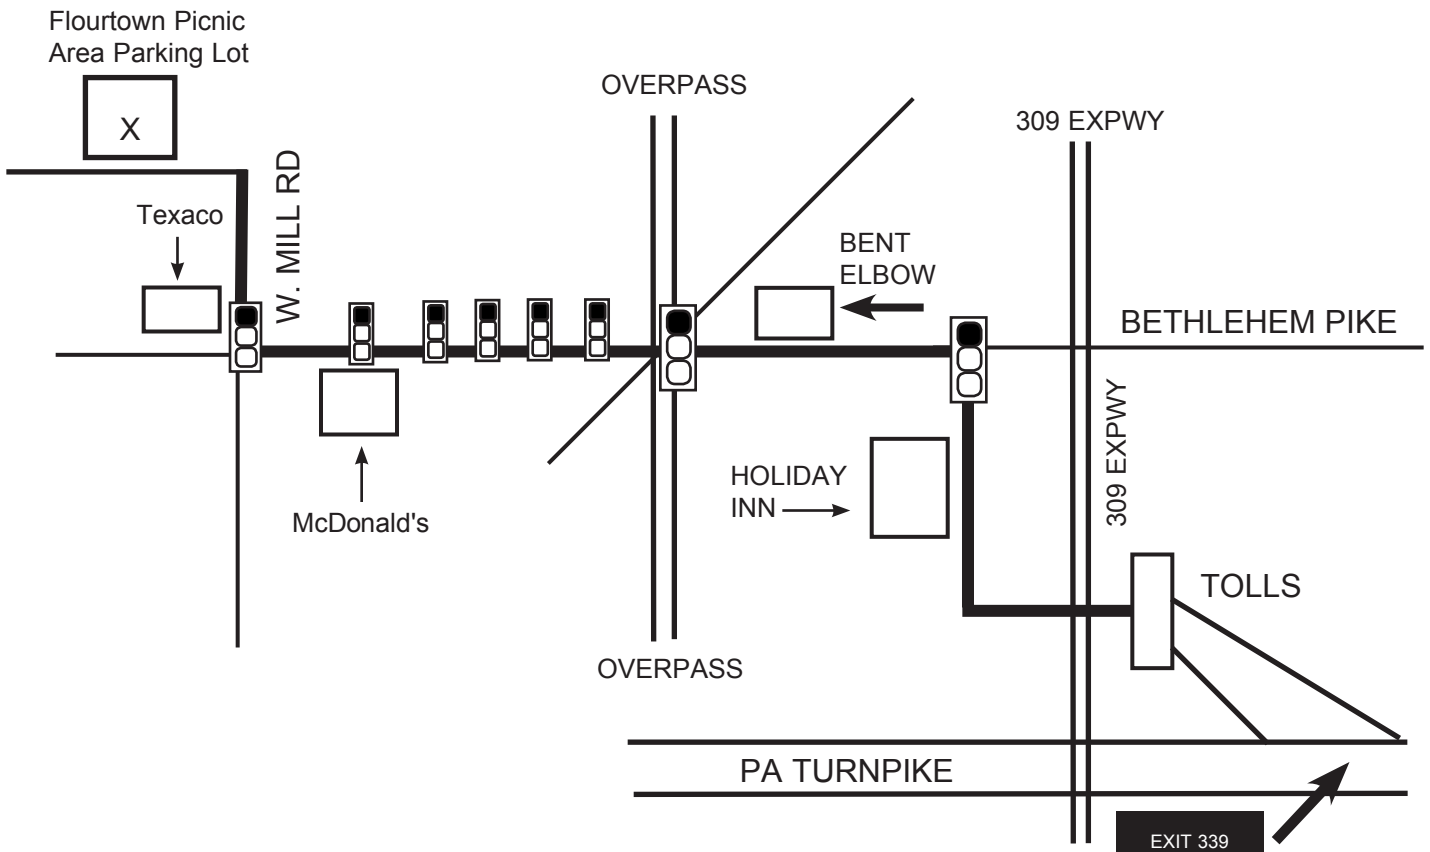 Flourtown Picnic
Area Parking Lot
X
OVERPASS
309 EXPWY
W. MILL RD
Texaco
BENT
ELBOW
BETHLEHEM PIKE
309 EXPWY
HOLIDAY
INN
McDonald's
TOLLS
OVERPASS
PA TURNPIKE
EXIT 339